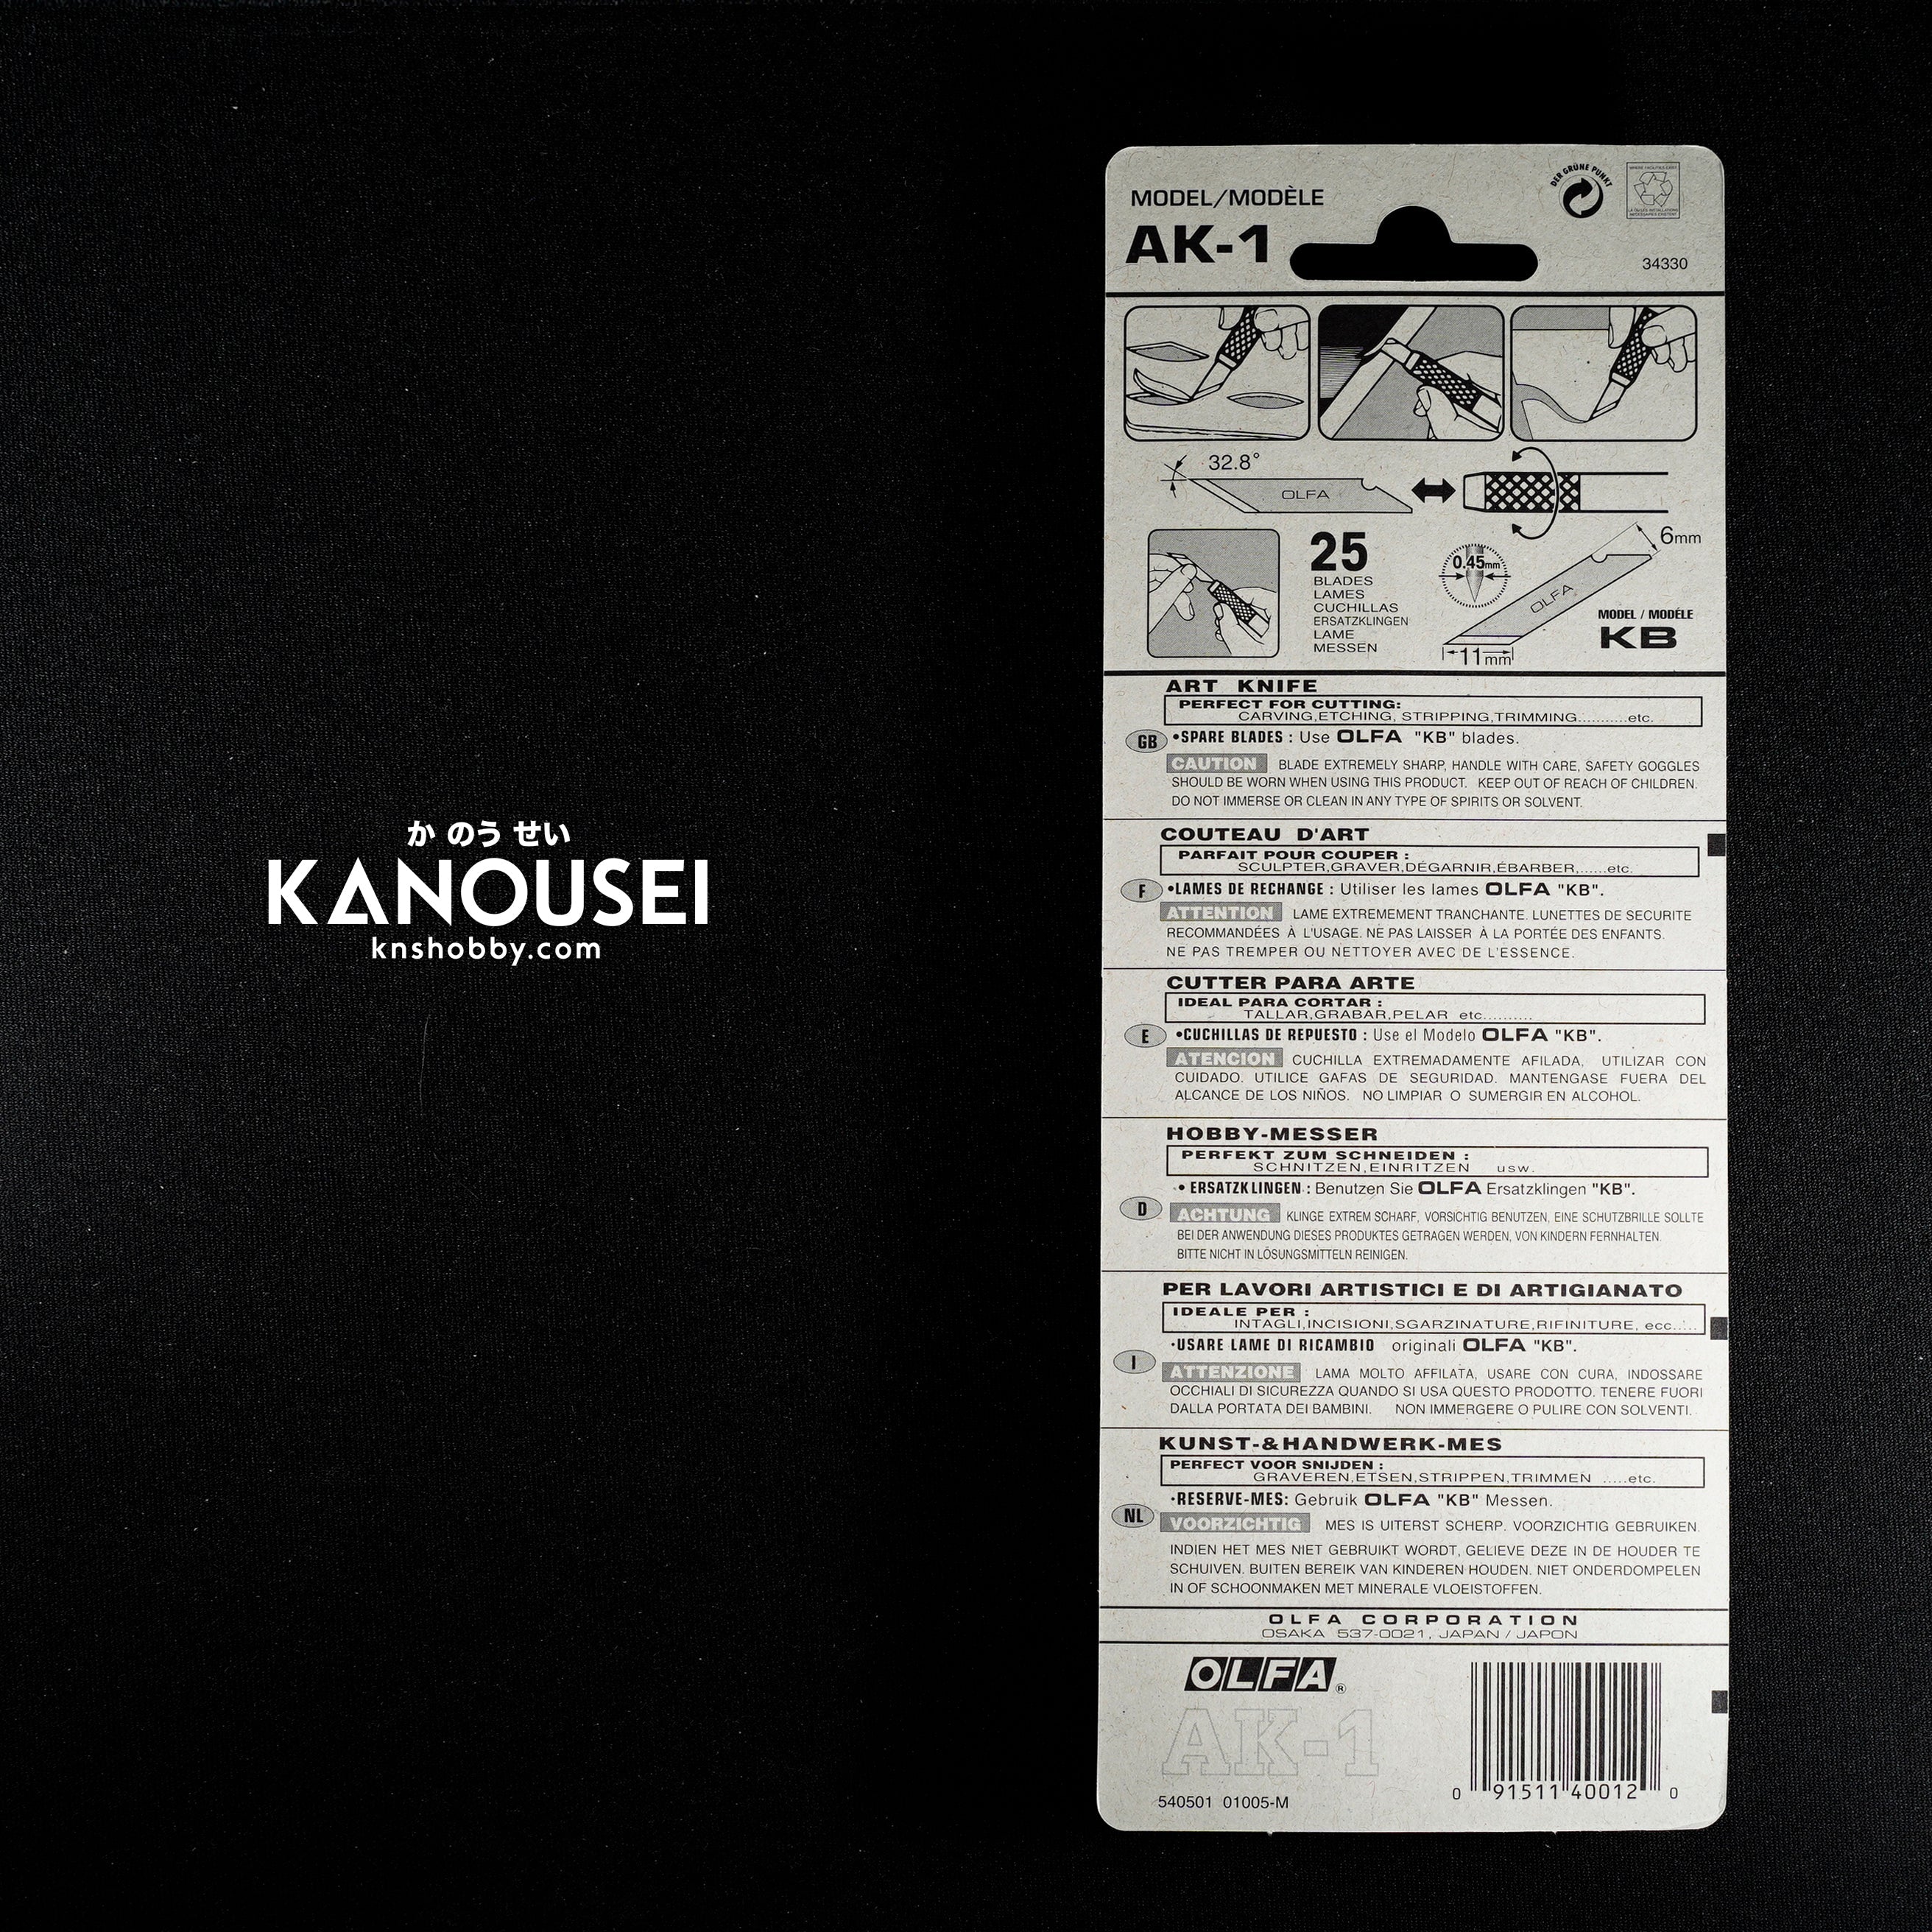 か のう せい
KANOUSEI
knshobby.com
MODEL/MODÈLE
AK-1
DER GRÜNE PUNKT
34330
32.8°
OLFA
25
BLADES
LAMES
CUCHILLAS
ERSATZKLINGEN
LAME
MESSEN
0.45mm
6mm
OLFA
11mm
MODEL / MODÉLE
KB
ART KNIFE
PERFECT FOR CUTTING:
CARVING,ETCHING, STRIPPING,TRIMMING...........etc.
GB •SPARE BLADES : Use OLFA "KB" blades.
CAUTION BLADE EXTREMELY SHARP, HANDLE WITH CARE, SAFETY GOGGLES
SHOULD BE WORN WHEN USING THIS PRODUCT. KEEP OUT OF REACH OF CHILDREN.
DO NOT IMMERSE OR CLEAN IN ANY TYPE OF SPIRITS OR SOLVENT.
COUTEAU D'ART
PARFAIT POUR COUPER :
SCULPTER,GRAVER,DÉGARNIR,ÉBARBER,......etc.
F •LAMES DE RECHANGE : Utiliser les lames OLFA "KB".
ATTENTION LAME EXTREMEMENT TRANCHANTE. LUNETTES DE SECURITE
RECOMMANDÉES À L'USAGE. NE PAS LAISSER À LA PORTÉE DES ENFANTS.
NE PAS TREMPER OU NETTOYER AVEC DE L'ESSENCE.
CUTTER PARA ARTE
IDEAL PARA CORTAR :
TALLAR,GRABAR,PELAR etc..........
E •CUCHILLAS DE REPUESTO : Use el Modelo OLFA "KB".
ATENCION CUCHILLA EXTREMADAMENTE AFILADA, UTILIZAR CON
CUIDADO. UTILICE GAFAS DE SEGURIDAD. MANTENGASE FUERA DEL
ALCANCE DE LOS NIÑOS. NO LIMPIAR O SUMERGIR EN ALCOHOL.
HOBBY-MESSER
PERFEKT ZUM SCHNEIDEN :
SCHNITZEN,EINRITZEN usw.
• ERSATZKLINGEN : Benutzen Sie OLFA Ersatzklingen "KB".
D ACHTUNG KLINGE EXTREM SCHARF, VORSICHTIG BENUTZEN, EINE SCHUTZBRILLE SOLLTE
BEI DER ANWENDUNG DIESES PRODUKTES GETRAGEN WERDEN, VON KINDERN FERNHALTEN.
BITTE NICHT IN LÖSUNGSMITTELN REINIGEN.
PER LAVORI ARTISTICI E DI ARTIGIANATO
IDEALE PER :
INTAGLI,INCISIONI,SGARZINATURE,RIFINITURE, ecc.....
•USARE LAME DI RICAMBIO originali OLFA "KB".
I ATTENZIONE LAMA MOLTO AFFILATA, USARE CON CURA, INDOSSARE
OCCHIALI DI SICUREZZA QUANDO SI USA QUESTO PRODOTTO. TENERE FUORI
DALLA PORTATA DEI BAMBINI. NON IMMERGERE O PULIRE CON SOLVENTI.
KUNST-&HANDWERK-MES
PERFECT VOOR SNIJDEN :
GRAVEREN,ETSEN,STRIPPEN,TRIMMEN .....etc.
•RESERVE-MES: Gebruik OLFA "KB" Messen.
NL VOORZICHTIG MES IS UITERST SCHERP. VOORZICHTIG GEBRUIKEN.
INDIEN HET MES NIET GEBRUIKT WORDT, GELIEVE DEZE IN DE HOUDER TE
SCHUIVEN. BUITEN BEREIK VAN KINDEREN HOUDEN. NIET ONDERDOMPELEN
IN OF SCHOONMAKEN MET MINERALE VLOEISTOFFEN.
OLFA CORPORATION
OSAKA 537-0021, JAPAN / JAPON
OLFA®
AK-1
540501 01005-M
0 91511 40012 0